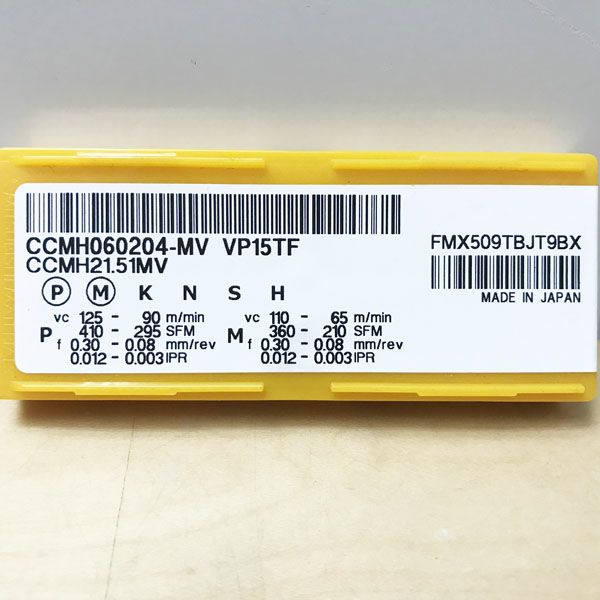 CCMH060204-MV VP15TF
CCMH21.51MV
FMX509TBJT9BX
MADE IN JAPAN
P M K N S H
P
vc 125 - 90 m/min
410 - 295 SFM
f 0.30 - 0.08 mm/rev
0.012 - 0.003 IPR
M
vc 110 - 65 m/min
360 - 210 SFM
f 0.30 - 0.08 mm/rev
0.012 - 0.003 IPR